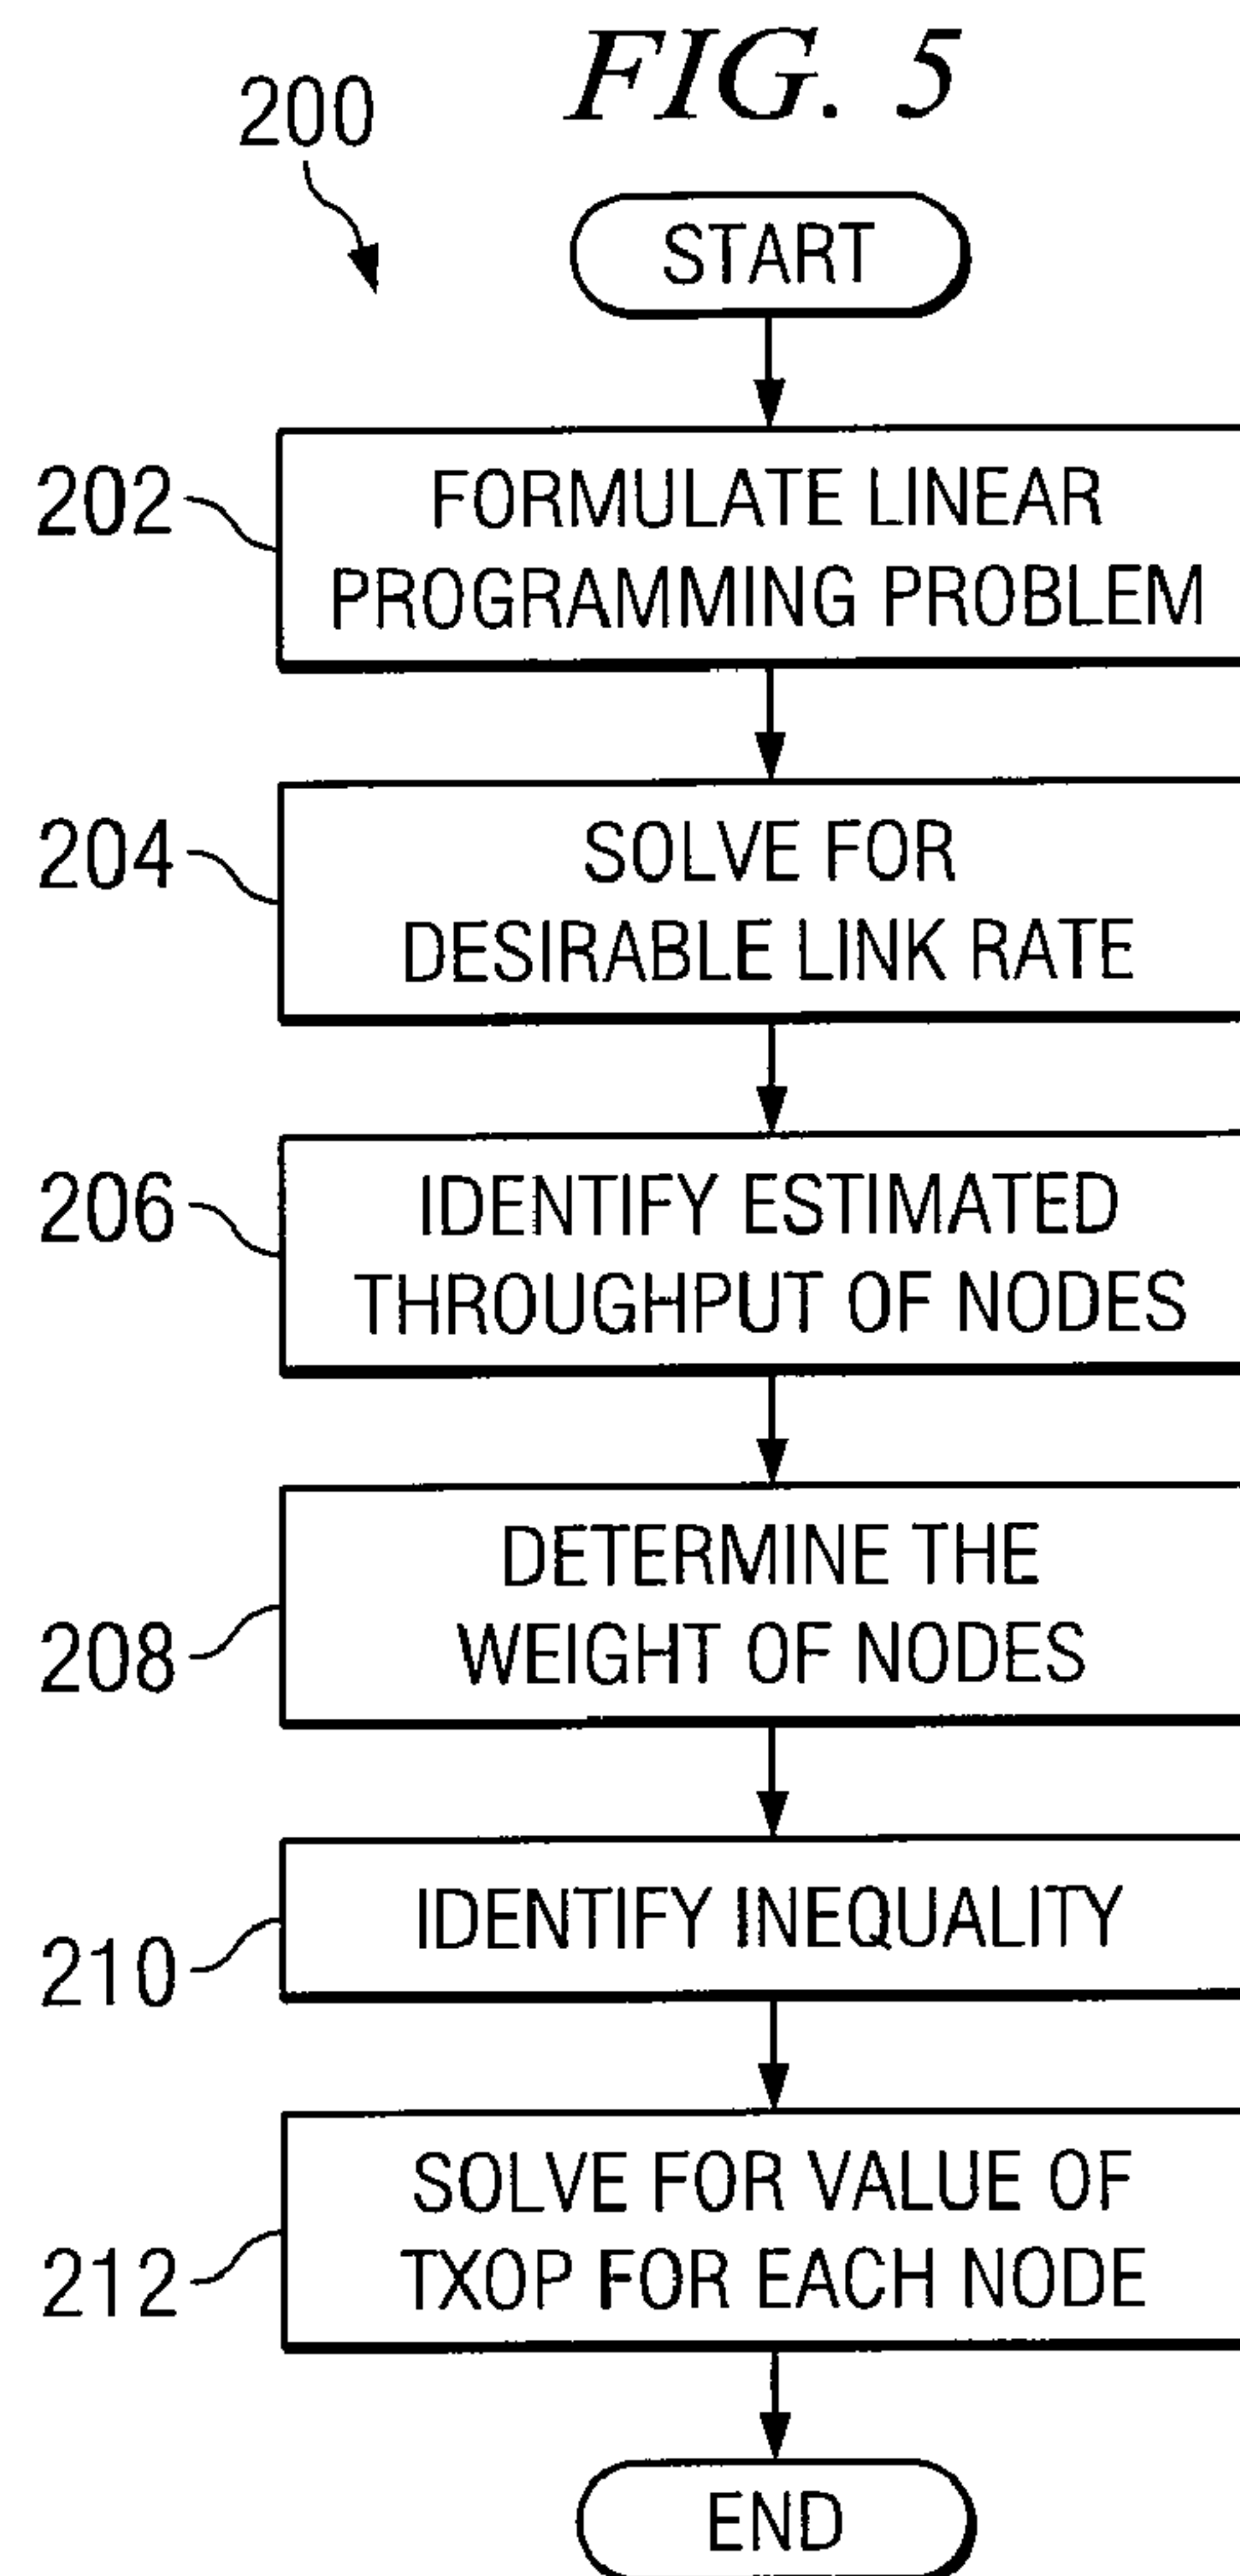 FIG. 5
200
START
202
FORMULATE LINEAR
PROGRAMMING PROBLEM
204
SOLVE FOR
DESIRABLE LINK RATE
206
IDENTIFY ESTIMATED
THROUGHPUT OF NODES
208
DETERMINE THE
WEIGHT OF NODES
210
IDENTIFY INEQUALITY
212
SOLVE FOR VALUE OF
TXOP FOR EACH NODE
END